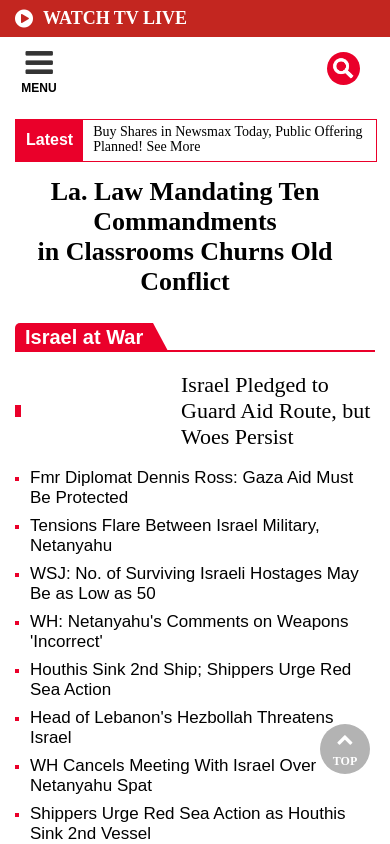 WATCH TV LIVE
MENU
Latest
Buy Shares in Newsmax Today, Public Offering
Planned! See More
La. Law Mandating Ten
Commandments
in Classrooms Churns Old
Conflict
Israel at War
Israel Pledged to
Guard Aid Route, but
Woes Persist
Fmr Diplomat Dennis Ross: Gaza Aid Must
Be Protected
Tensions Flare Between Israel Military,
Netanyahu
WSJ: No. of Surviving Israeli Hostages May
Be as Low as 50
WH: Netanyahu's Comments on Weapons
'Incorrect'
Houthis Sink 2nd Ship; Shippers Urge Red
Sea Action
Head of Lebanon's Hezbollah Threatens
Israel
WH Cancels Meeting With Israel Over
Netanyahu Spat
TOP
Shippers Urge Red Sea Action as Houthis
Sink 2nd Vessel